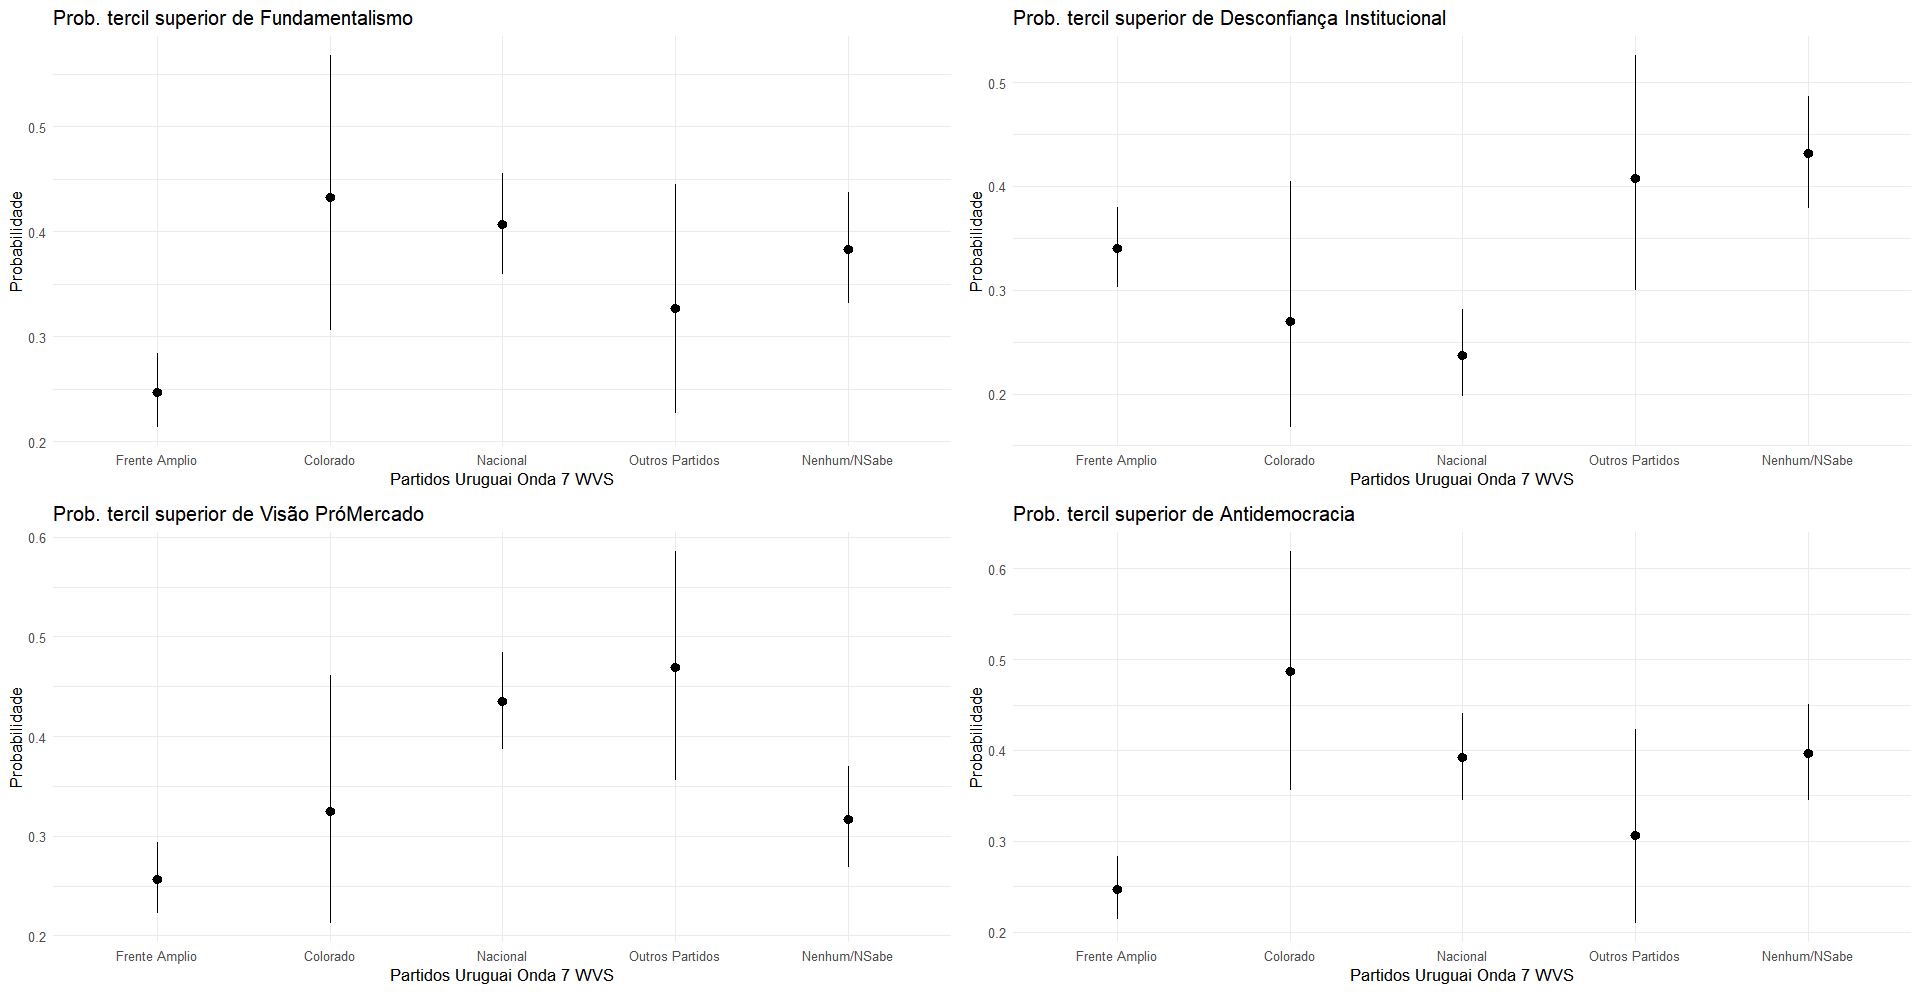 Prob. tercil superior de Fundamentalismo
Probabilidade
0.5
0.4
0.3
0.2
Frente Amplio Colorado Nacional Outros Partidos Nenhum/NSabe
Partidos Uruguai Onda 7 WVS
Prob. tercil superior de Desconfiança Institucional
Probabilidade
0.5
0.4
0.3
0.2
Frente Amplio Colorado Nacional Outros Partidos Nenhum/NSabe
Partidos Uruguai Onda 7 WVS
Prob. tercil superior de Visão PróMercado
Probabilidade
0.6
0.5
0.4
0.3
0.2
Frente Amplio Colorado Nacional Outros Partidos Nenhum/NSabe
Partidos Uruguai Onda 7 WVS
Prob. tercil superior de Antidemocracia
Probabilidade
0.6
0.5
0.4
0.3
0.2
Frente Amplio Colorado Nacional Outros Partidos Nenhum/NSabe
Partidos Uruguai Onda 7 WVS